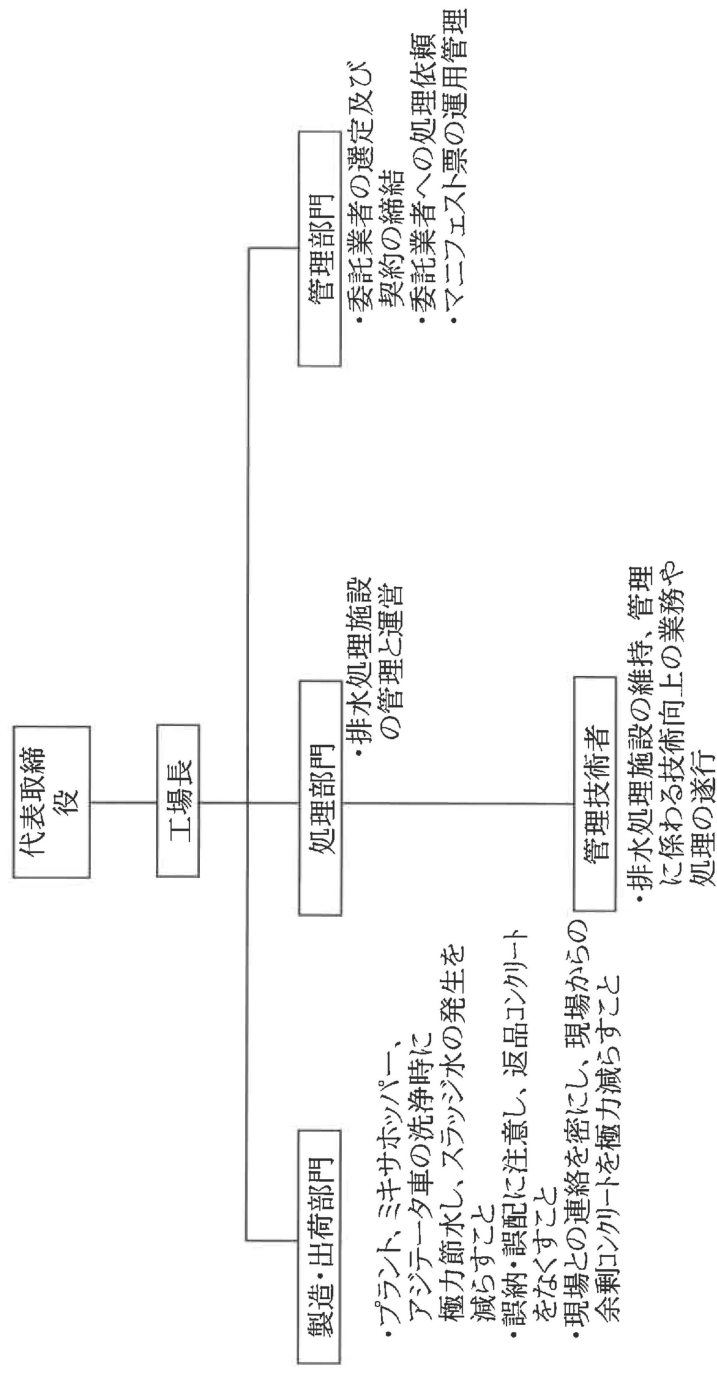 代表取締
役
工場長
製造・出荷部門
・プラント、ミキサホッパー、
アジテータ車の洗浄時に
極力節水し、スラッジ水の発生を
減らすこと
・誤納・誤配に注意し、返品コンクリート
をなくすこと
・現場との連絡を密にし、現場からの
余剰コンクリートを極力減らすこと
処理部門
・排水処理施設
の管理と運営
管理技術者
・排水処理施設の維持、管理
に係わる技術向上の業務や
処理の遂行
管理部門
・委託業者の選定及び
契約の締結
・委託業者への処理依頼
・マニフェスト票の運用管理